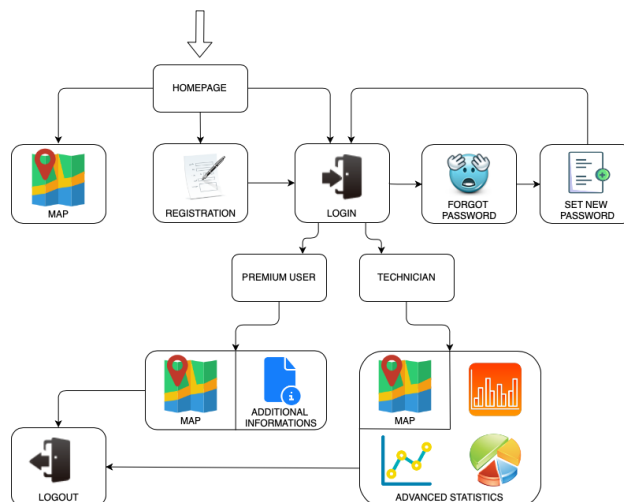 HOMEPAGE
MAP
REGISTRATION
LOGIN
FORGOT
PASSWORD
SET NEW
PASSWORD
PREMIUM USER
TECHNICIAN
MAP
ADDITIONAL
INFORMATIONS
MAP
LOGOUT
ADVANCED STATISTICS